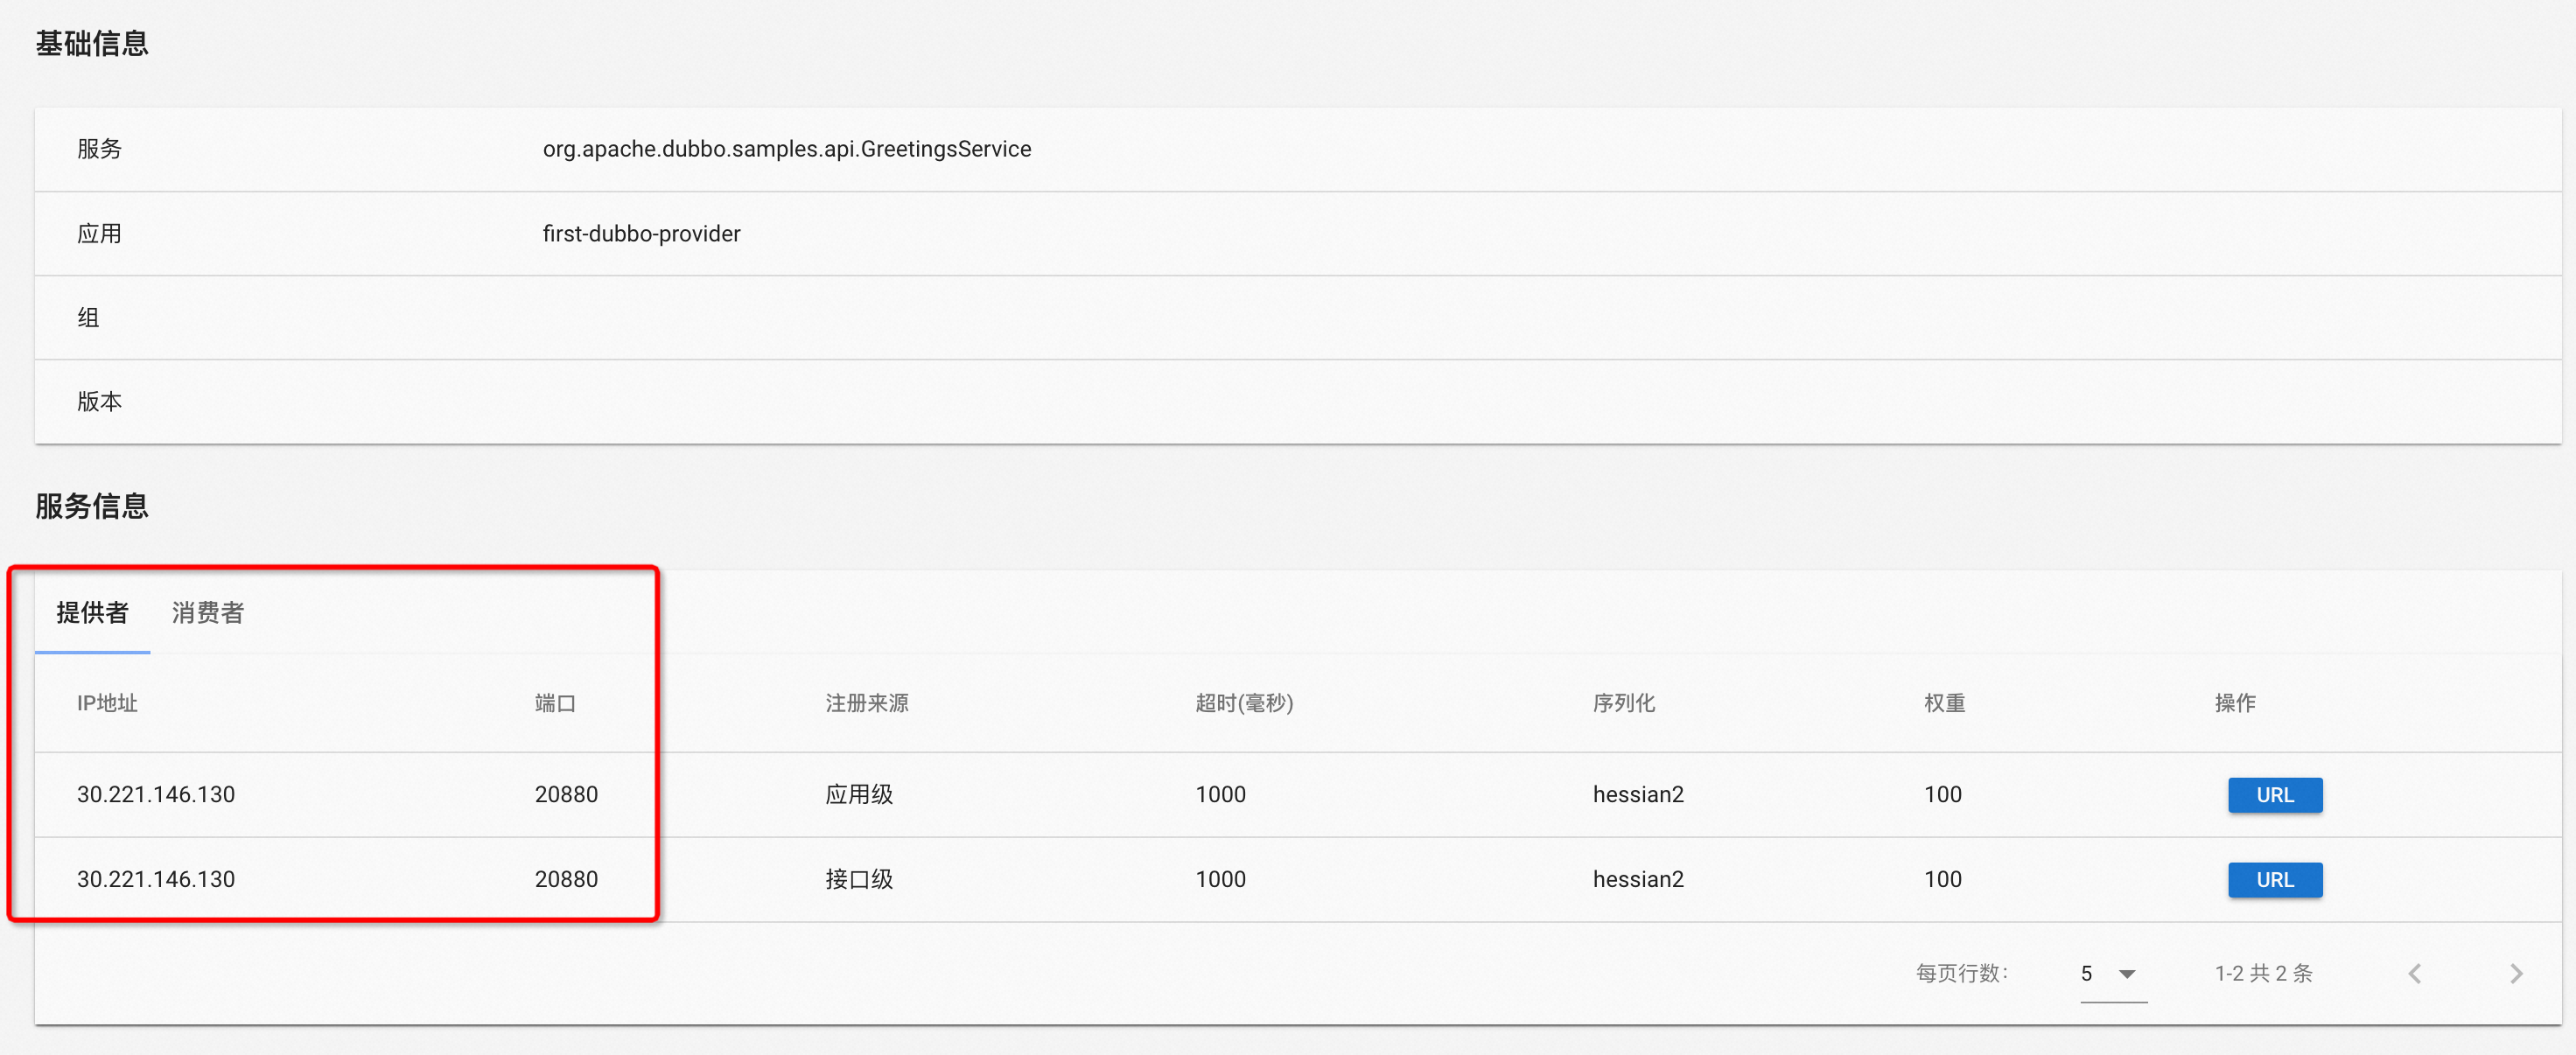 基础信息
服务 org.apache.dubbo.samples.api.GreetingsService
应用 first-dubbo-provider
组
版本
服务信息
提供者 消费者
IP地址 端口 注册来源 超时(毫秒) 序列化 权重 操作
30.221.146.130 20880 应用级 1000 hessian2 100 URL
30.221.146.130 20880 接口级 1000 hessian2 100 URL
每页行数: 5 1-2 共 2 条